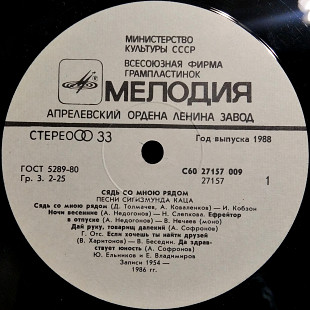 МИНИСТЕРСТВО
КУЛЬТУРЫ СССР
ВСЕСОЮЗНАЯ ФИРМА
ГРАМПЛАСТИНОК
МЕЛОДИЯ
АПРЕЛЕВСКИЙ ОРДЕНА ЛЕНИНА ЗАВОД
СТЕРЕО 33
Год выпуска 1988
ГОСТ 5289-80
Гр. 3. 2-25
С60 27157 009
27157
1
СЯДЬ СО МНОЮ РЯДОМ
ПЕСНИ СИГИЗМУНДА КАЦА
Сядь со мною рядом (Д. Толмачев, А. Коваленков) — И. Кобзон
Ночи весенние (А. Недогонов) — Н. Слепкова. Ефрейтор
в отпуске (А. Недогонов) — В. Нечаев (моно)
Дай руку, товарищ далекий (А. Софронов)
Г. Отс. Если хочешь ты найти друзей
(В. Харитонов) — В. Беседин. Да здрав-
ствует юность (А. Софронов)
Ю. Ельников и Е. Владимиров
Записи 1954—
1986 гг.